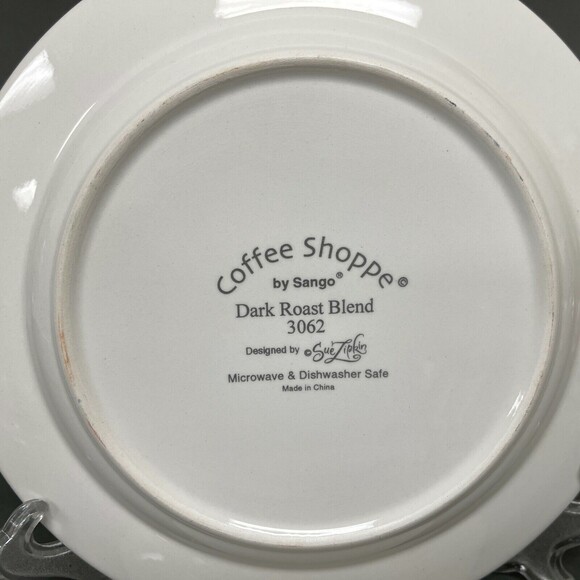 Coffee Shoppe ©
by Sango®
Dark Roast Blend
3062
Designed by © Sue Zipkin
Microwave & Dishwasher Safe
Made in China